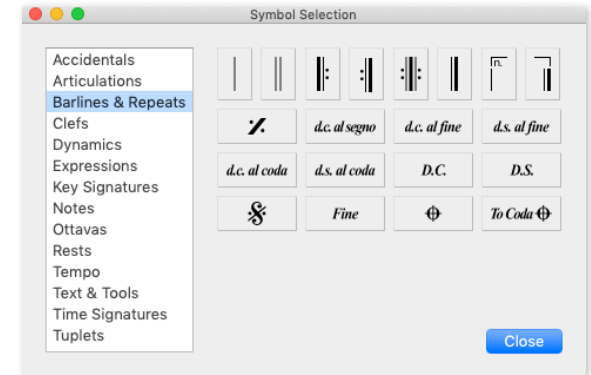 Symbol Selection
Accidentals
Articulations
Barlines & Repeats
Clefs
Dynamics
Expressions
Key Signatures
Notes
Ottavas
Rests
Tempo
Text & Tools
Time Signatures
Tuplets
n.
d.c. al segno d.c. al fine d.s. al fine
d.c. al coda d.s. al coda D.C. D.S.
Fine To Coda
Close